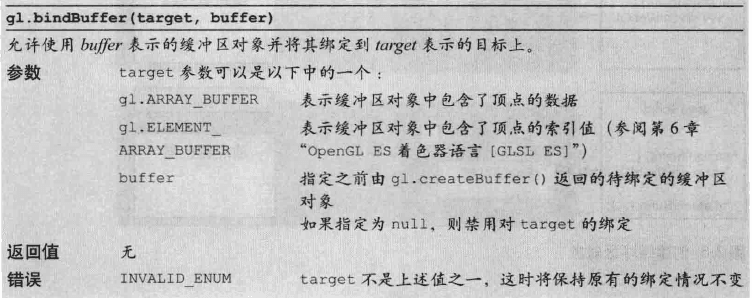 gl.bindBuffer(target, buffer)
允许使用 buffer 表示的缓冲区对象并将其绑定到 target 表示的目标上。
参数 target 参数可以是以下中的一个：
gl.ARRAY_BUFFER 表示缓冲区对象中包含了顶点的数据
gl.ELEMENT_ 表示缓冲区对象中包含了顶点的索引值（参阅第 6 章
ARRAY_BUFFER “OpenGL ES 着色器语言 [GLSL ES]”）
buffer 指定之前由 gl.createBuffer() 返回的待绑定的缓冲区
对象
如果指定为 null，则禁用对 target 的绑定
返回值 无
错误 INVALID_ENUM target 不是上述值之一，这时将保持原有的绑定情况不变